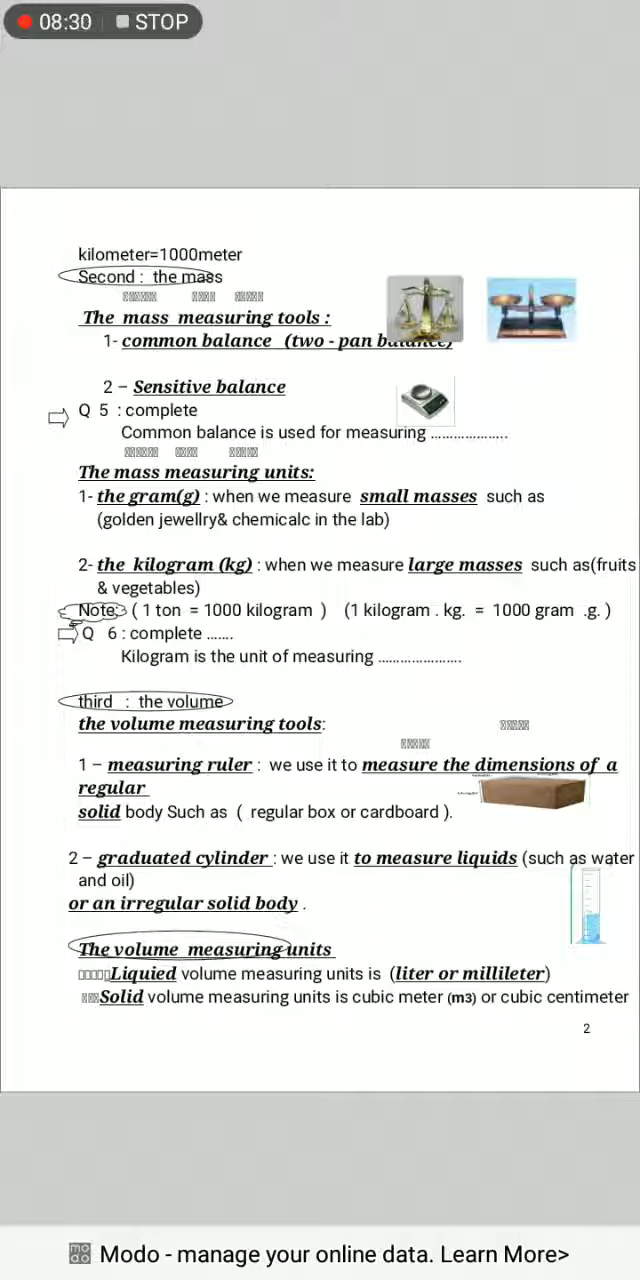 08:30 STOP
kilometer=1000meter
Second : the mass
The mass measuring tools :
1- common balance (two - pan balance)
2 – Sensitive balance
Q 5 : complete
Common balance is used for measuring ....................
The mass measuring units:
1- the gram(g) : when we measure small masses such as
(golden jewellry& chemicalc in the lab)
2- the kilogram (kg) : when we measure large masses such as(fruits
& vegetables)
Note: ( 1 ton = 1000 kilogram ) (1 kilogram . kg. = 1000 gram .g. )
Q 6 : complete .......
Kilogram is the unit of measuring ......................
third : the volume
the volume measuring tools:
1 – measuring ruler : we use it to measure the dimensions of a
regular
solid body Such as ( regular box or cardboard ).
2 – graduated cylinder : we use it to measure liquids (such as water
and oil)
or an irregular solid body .
The volume measuring units
Liquied volume measuring units is (liter or millileter)
Solid volume measuring units is cubic meter (m3) or cubic centimeter
2
mo
do
Modo - manage your online data. Learn More>